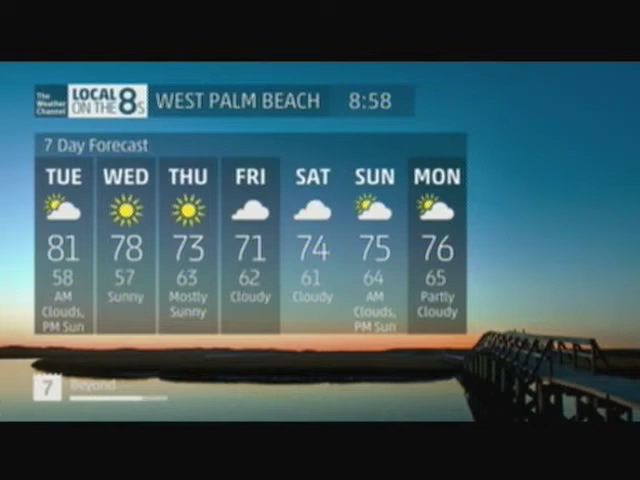 The Weather Channel
LOCAL ON THE 8s
WEST PALM BEACH 8:58
7 Day Forecast
TUE WED THU FRI SAT SUN MON
81 78 73 71 74 75 76
58 57 63 62 61 64 65
AM Clouds, PM Sun
Sunny
Mostly Sunny
Cloudy
Cloudy
AM Clouds, PM Sun
Partly Cloudy
7 Beyond